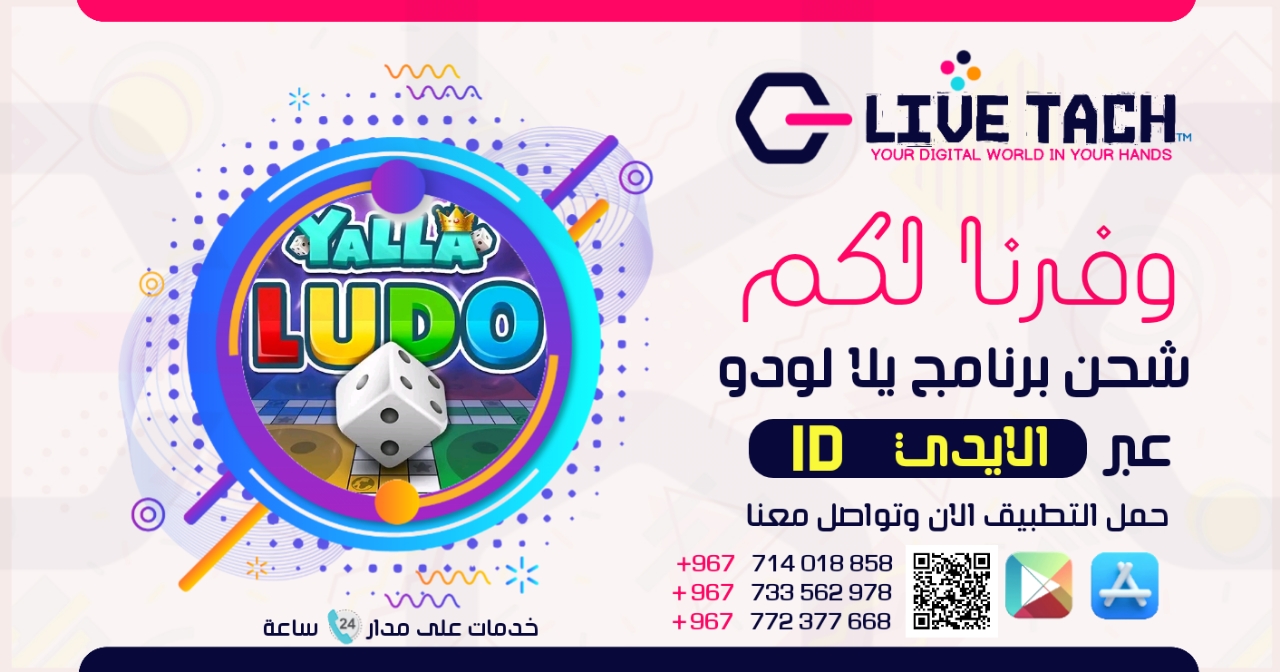 LIVE TACH™
YOUR DIGITAL WORLD IN YOUR HANDS
وفرنا لكم
شحن برنامج يلا لودو
عبر الايدي ID
حمل التطبيق الان وتواصل معنا
+967 714 018 858
+967 733 562 978
+967 772 377 668
YALLA
LUDO
خدمات على مدار 24 ساعة